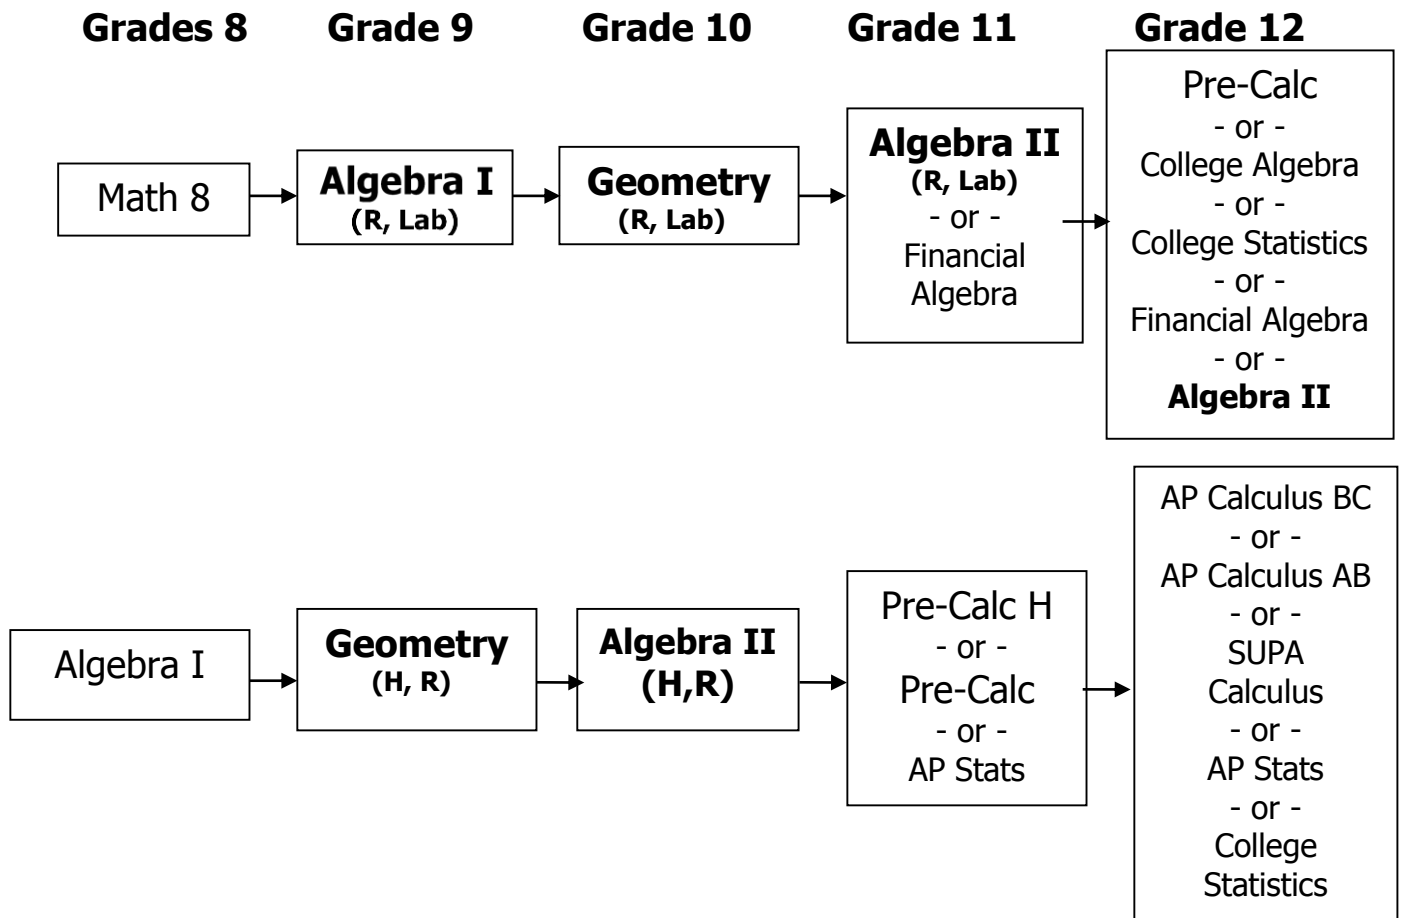 Grades 8 Grade 9 Grade 10 Grade 11 Grade 12
Math 8
Algebra I
(R, Lab)
Geometry
(R, Lab)
Algebra II
(R, Lab)
- or -
Financial
Algebra
Pre-Calc
- or -
College Algebra
- or -
College Statistics
- or -
Financial Algebra
- or -
Algebra II
Algebra I
Geometry
(H, R)
Algebra II
(H,R)
Pre-Calc H
- or -
Pre-Calc
- or -
AP Stats
AP Calculus BC
- or -
AP Calculus AB
- or -
SUPA
Calculus
- or -
AP Stats
- or -
College
Statistics